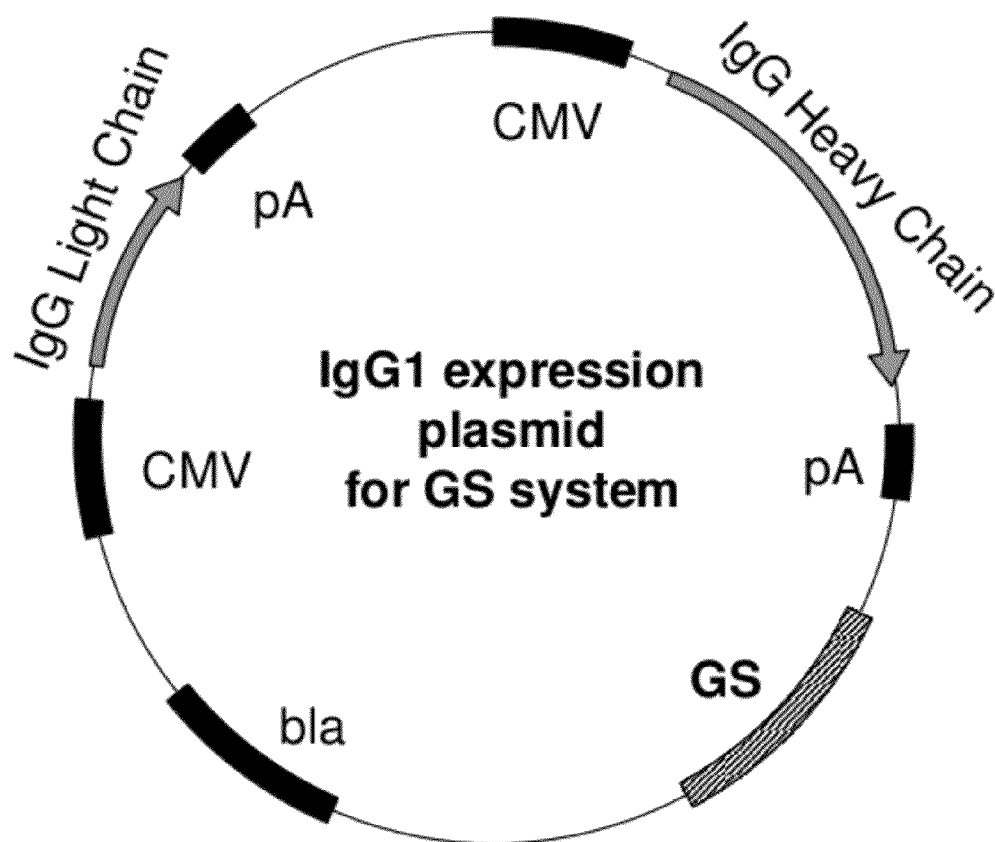 CMV
IgG Heavy Chain
IgG Light Chain
pA
IgG1 expression
plasmid
for GS system
CMV
pA
GS
bla